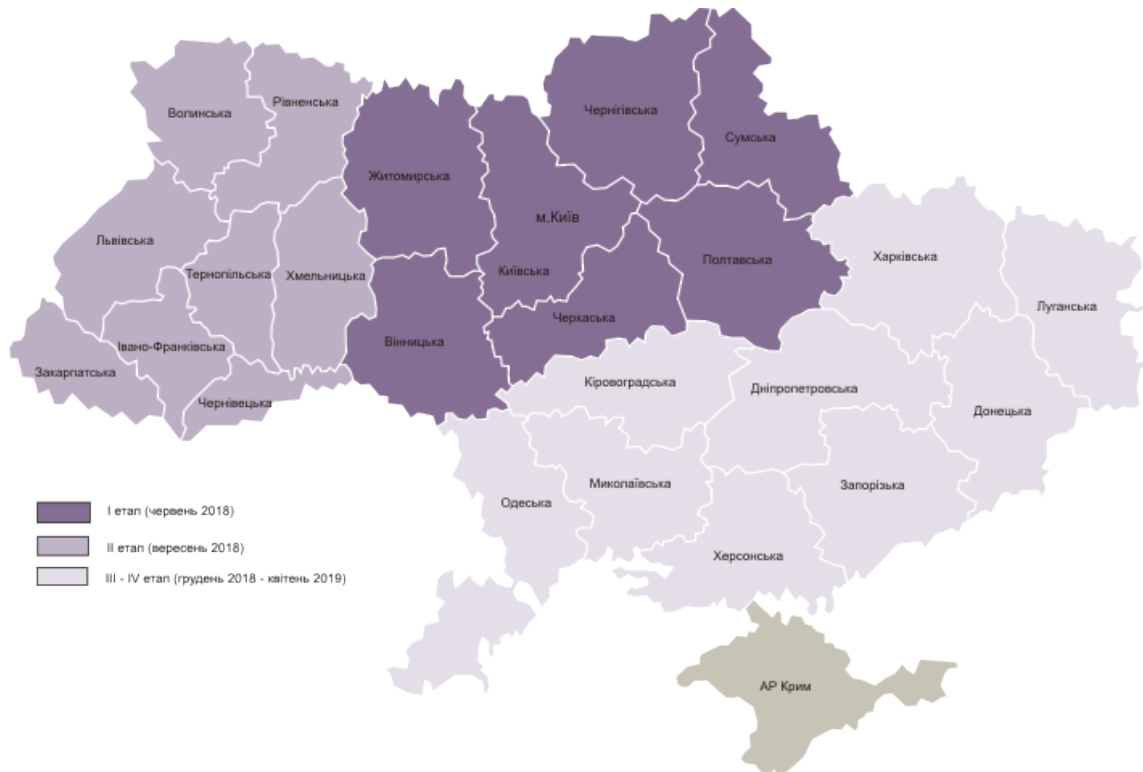 Рівненська
Волинська
Чернігівська
Сумська
Житомирська
м.Київ
Львівська
Тернопільська
Хмельницька
Київська
Полтавська
Харківська
Черкаська
Луганська
Вінницька
Івано-Франківська
Закарпатська
Чернівецька
Кіровоградська
Дніпропетровська
Донецька
Миколаївська
Запорізька
Одеська
Херсонська
АР Крим
І етап (червень 2018)
ІІ етап (вересень 2018)
ІІІ - IV етап (грудень 2018 - квітень 2019)